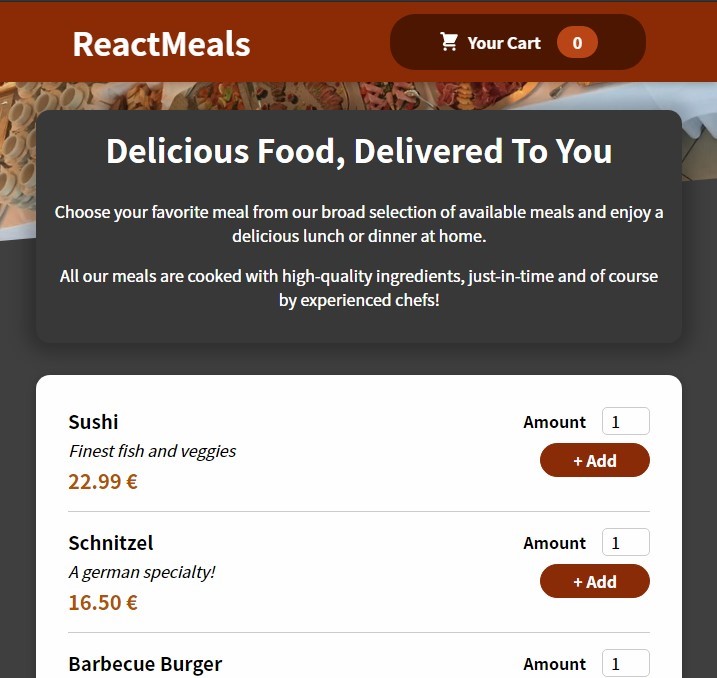 ReactMeals
Your Cart 0
Delicious Food, Delivered To You
Choose your favorite meal from our broad selection of available meals and enjoy a
delicious lunch or dinner at home.
All our meals are cooked with high-quality ingredients, just-in-time and of course
by experienced chefs!
Sushi
Amount 1
Finest fish and veggies
+ Add
22.99 €
Schnitzel
Amount 1
A german specialty!
+ Add
16.50 €
Barbecue Burger
Amount 1